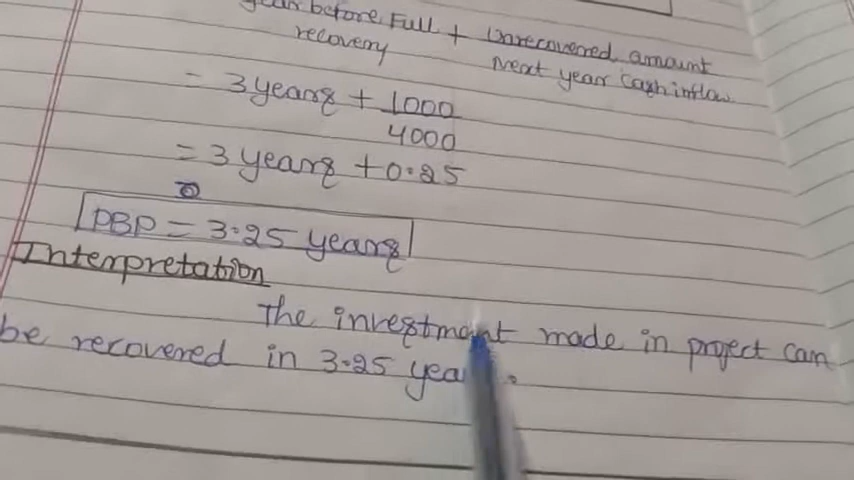 year before Full + Unrecovered amount
recovery Next year Cash inflow
= 3 years + 1000
4000
= 3 years + 0.25
PBP = 3.25 years
Interpretation
The investment made in project can
be recovered in 3.25 years.